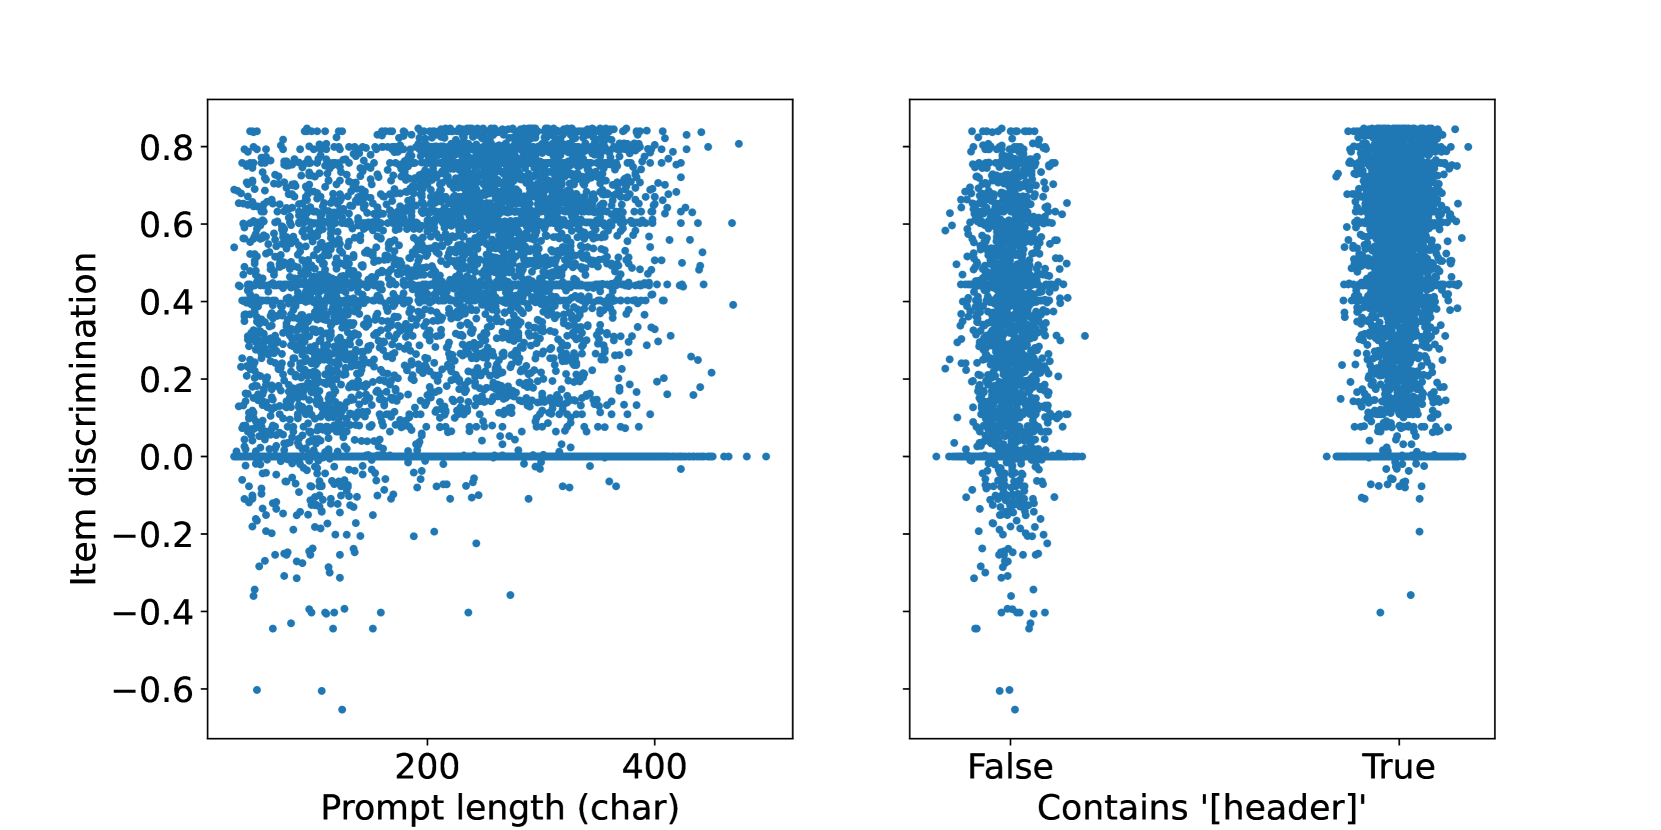 Item discrimination
0.8
0.6
0.4
0.2
0.0
−0.2
−0.4
−0.6
200 400
Prompt length (char)
False True
Contains '[header]'